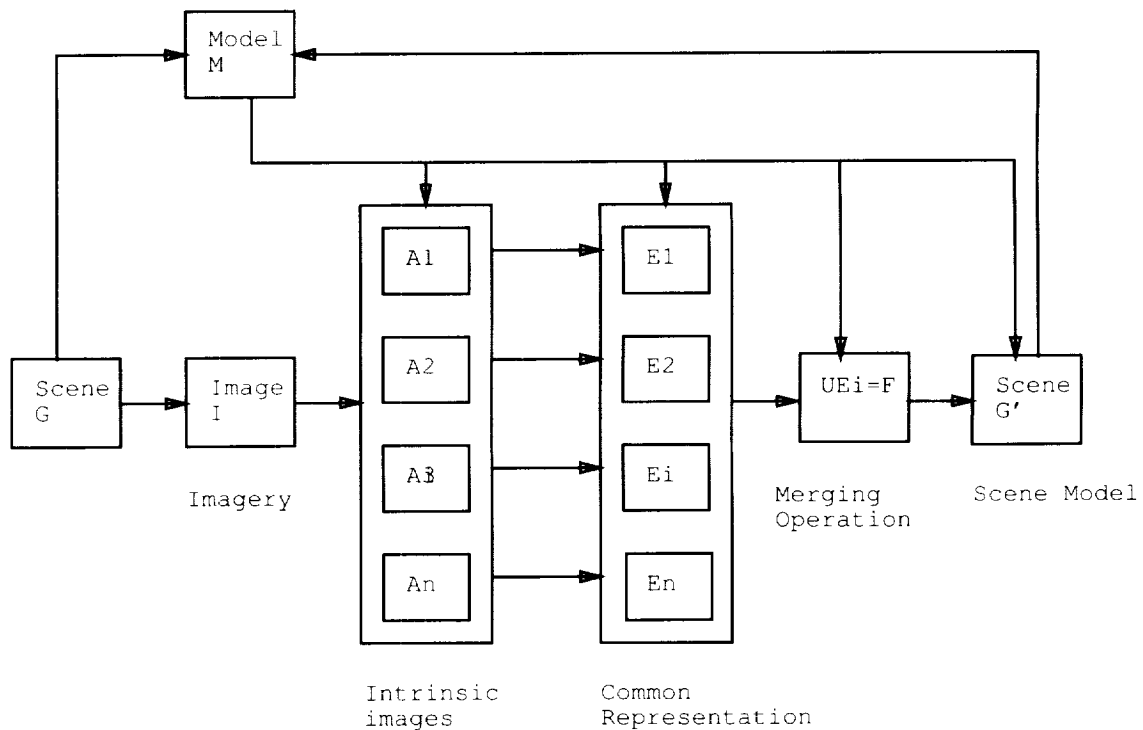 Model
M
A1
E1
A2
E2
Scene
G
Image
I
UEi=F
Scene
G'
A3
Ei
Imagery
Merging
Operation
Scene Model
An
En
Intrinsic
images
Common
Representation